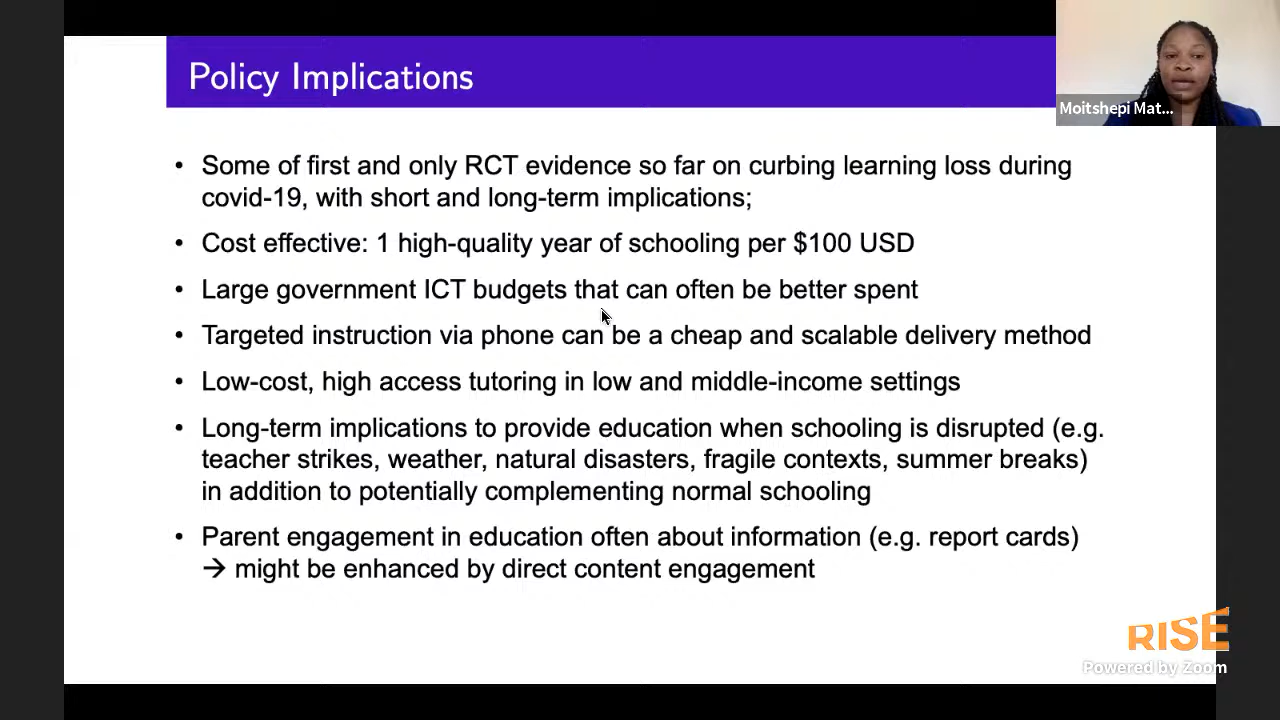 Policy Implications
Moitshepi Mat...
• Some of first and only RCT evidence so far on curbing learning loss during
covid-19, with short and long-term implications;
• Cost effective: 1 high-quality year of schooling per $100 USD
• Large government ICT budgets that can often be better spent
• Targeted instruction via phone can be a cheap and scalable delivery method
• Low-cost, high access tutoring in low and middle-income settings
• Long-term implications to provide education when schooling is disrupted (e.g.
teacher strikes, weather, natural disasters, fragile contexts, summer breaks)
in addition to potentially complementing normal schooling
• Parent engagement in education often about information (e.g. report cards)
→ might be enhanced by direct content engagement
RISE
Powered by Zoom